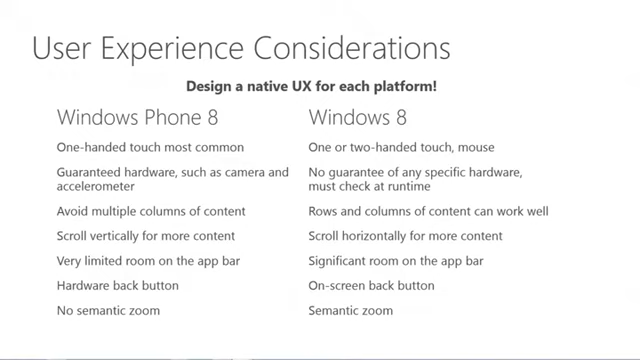 User Experience Considerations
Design a native UX for each platform!
Windows Phone 8
One-handed touch most common
Guaranteed hardware, such as camera and
accelerometer
Avoid multiple columns of content
Scroll vertically for more content
Very limited room on the app bar
Hardware back button
No semantic zoom
Windows 8
One or two-handed touch, mouse
No guarantee of any specific hardware,
must check at runtime
Rows and columns of content can work well
Scroll horizontally for more content
Significant room on the app bar
On-screen back button
Semantic zoom